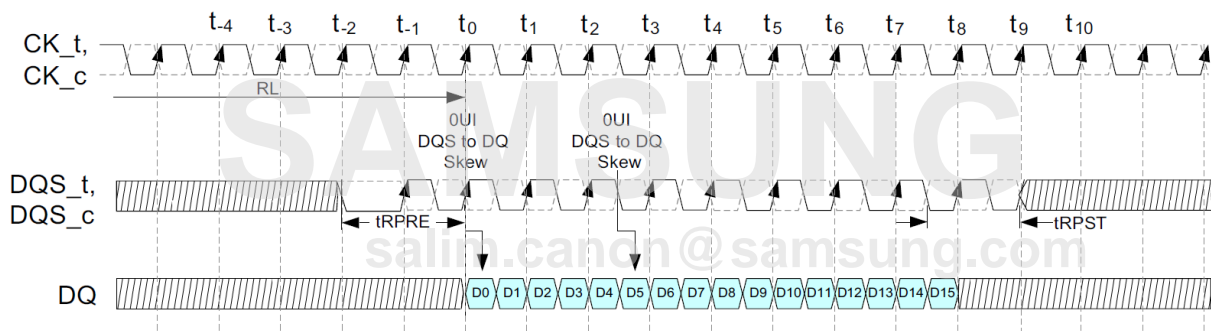 t-4 t-3 t-2 t-1 t0 t1 t2 t3 t4 t5 t6 t7 t8 t9 t10
CK_t,
CK_c
RL
SAMSUNG
0UI
DQS to DQ
Skew
0UI
DQS to DQ
Skew
DQS_t,
DQS_c
tRPRE
tRPST
salim.canon@samsung.com
DQ
D0 D1 D2 D3 D4 D5 D6 D7 D8 D9 D10 D11 D12 D13 D14 D15